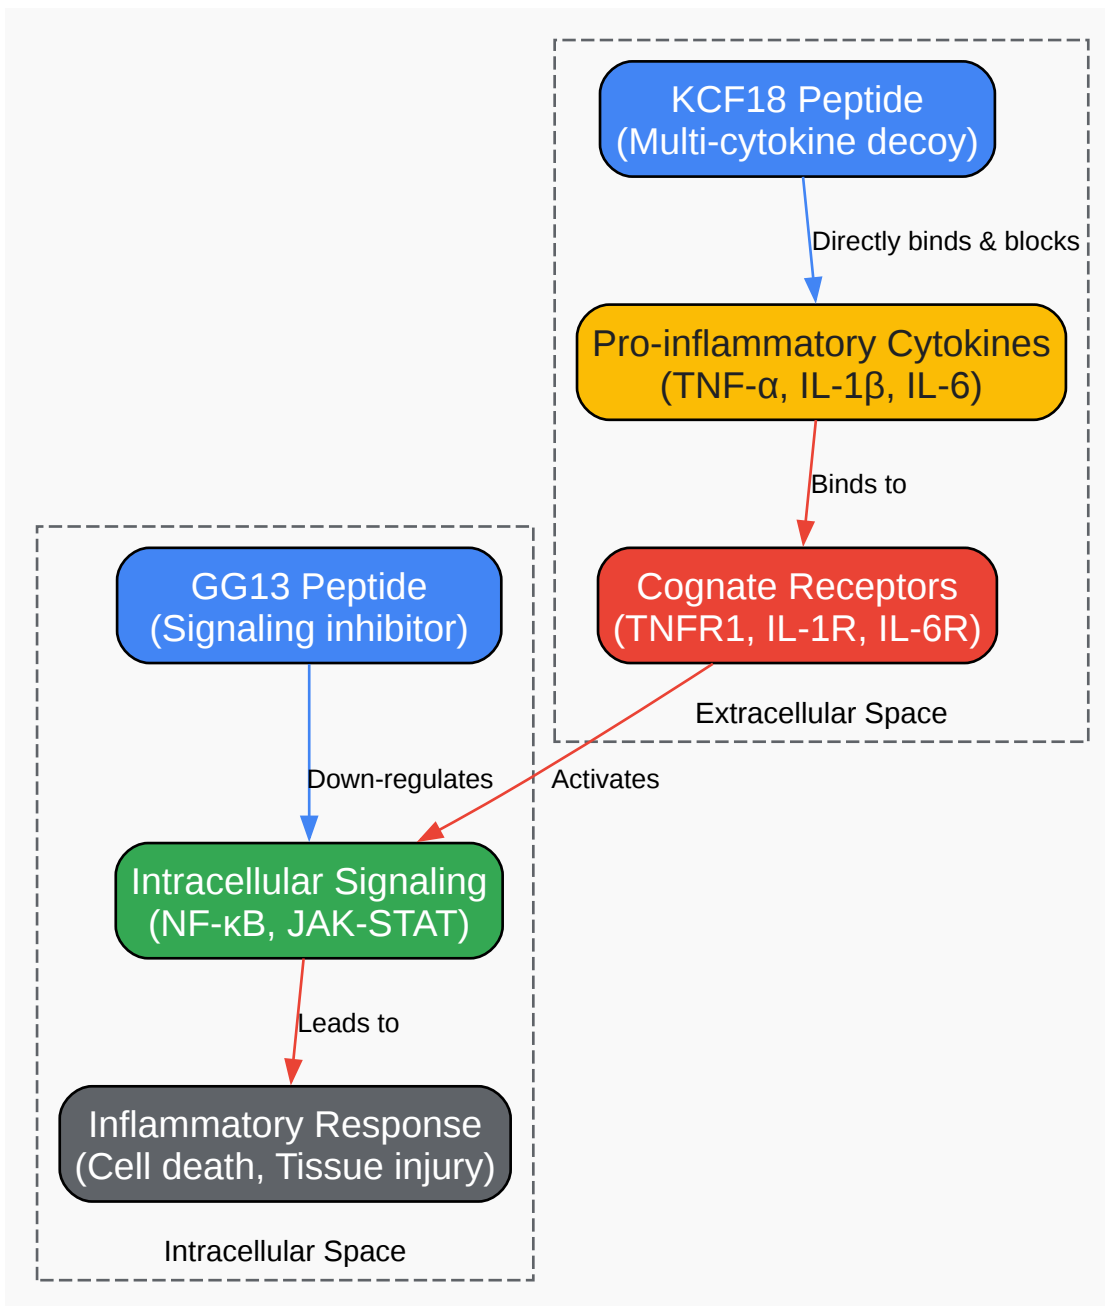 KCF18 Peptide
(Multi-cytokine decoy)
Directly binds & blocks
Pro-inflammatory Cytokines
(TNF-α, IL-1β, IL-6)
Binds to
GG13 Peptide
(Signaling inhibitor)
Cognate Receptors
(TNFR1, IL-1R, IL-6R)
Extracellular Space
Down-regulates
Activates
Intracellular Signaling
(NF-κB, JAK-STAT)
Leads to
Inflammatory Response
(Cell death, Tissue injury)
Intracellular Space